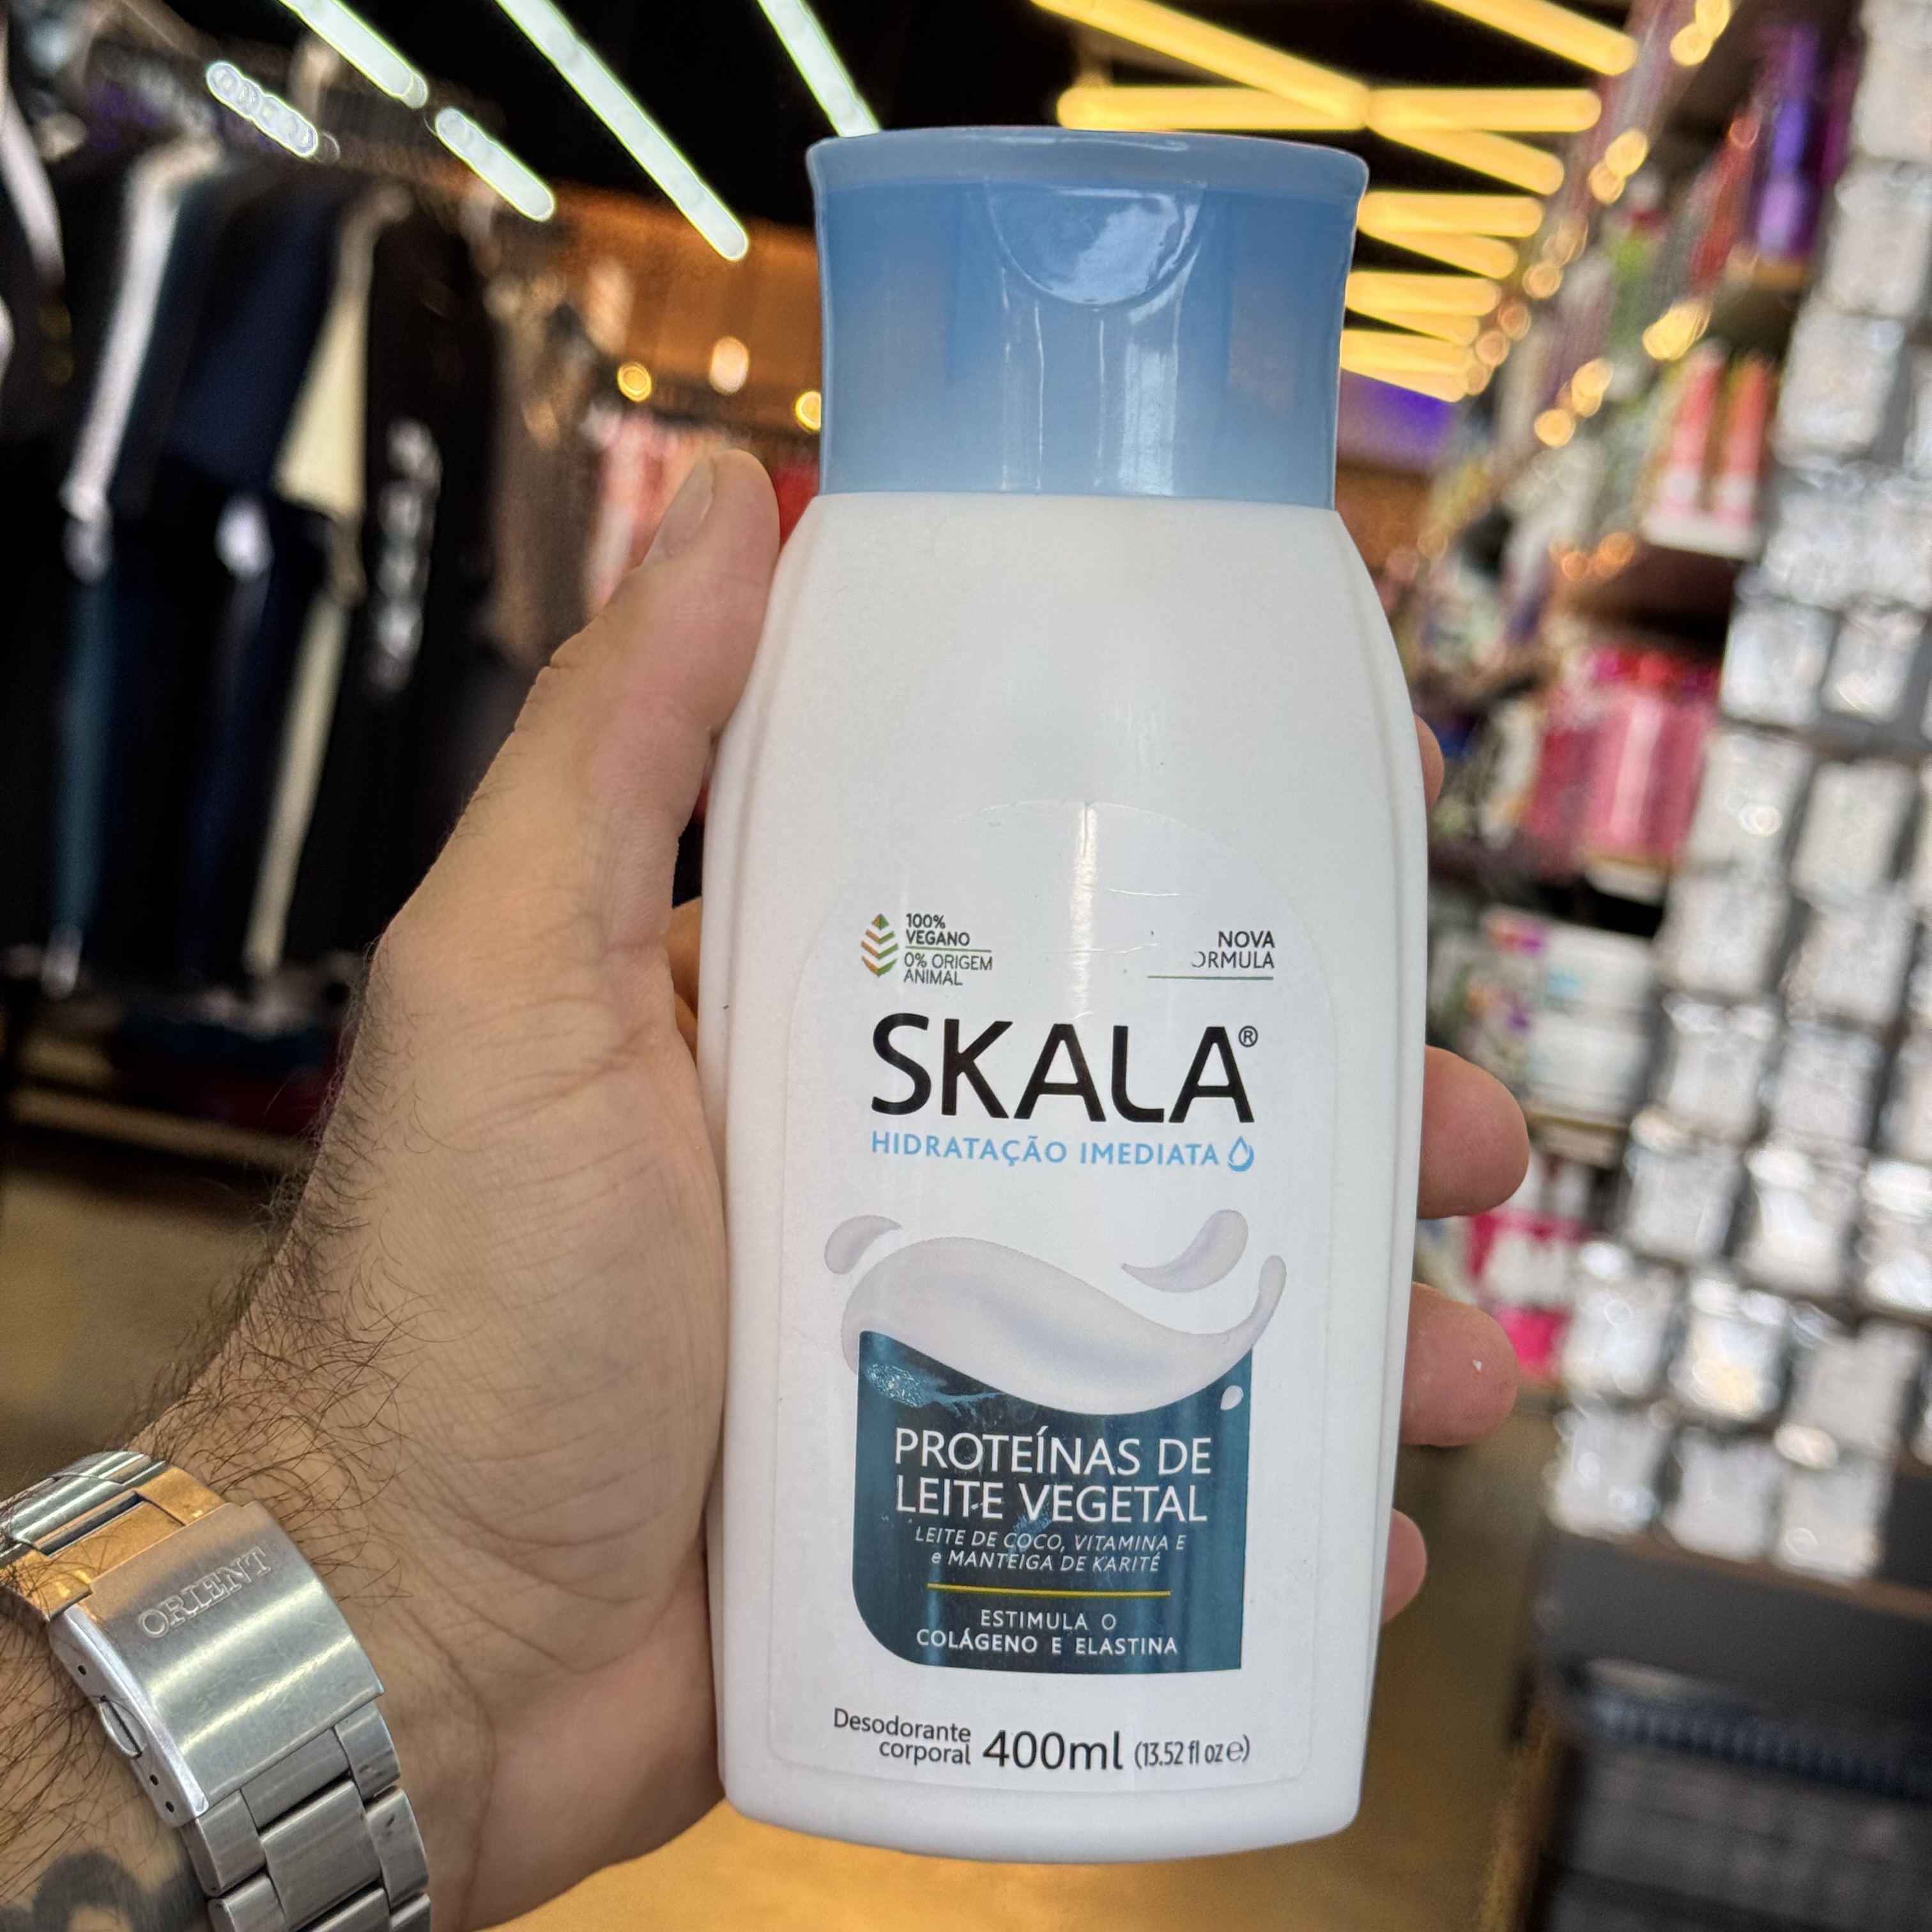 100%
VEGANO
0% ORIGEM
ANIMAL
NOVA
ORMULA
SKALA®
HIDRATAÇÃO IMEDIATA
PROTEÍNAS DE
LEITE VEGETAL
LEITE DE COCO, VITAMINA E
e MANTEIGA DE KARITÉ
ESTIMULA O
COLÁGENO E ELASTINA
Desodorante
corporal 400ml (13.52 fl oz ℮)
ORIENT